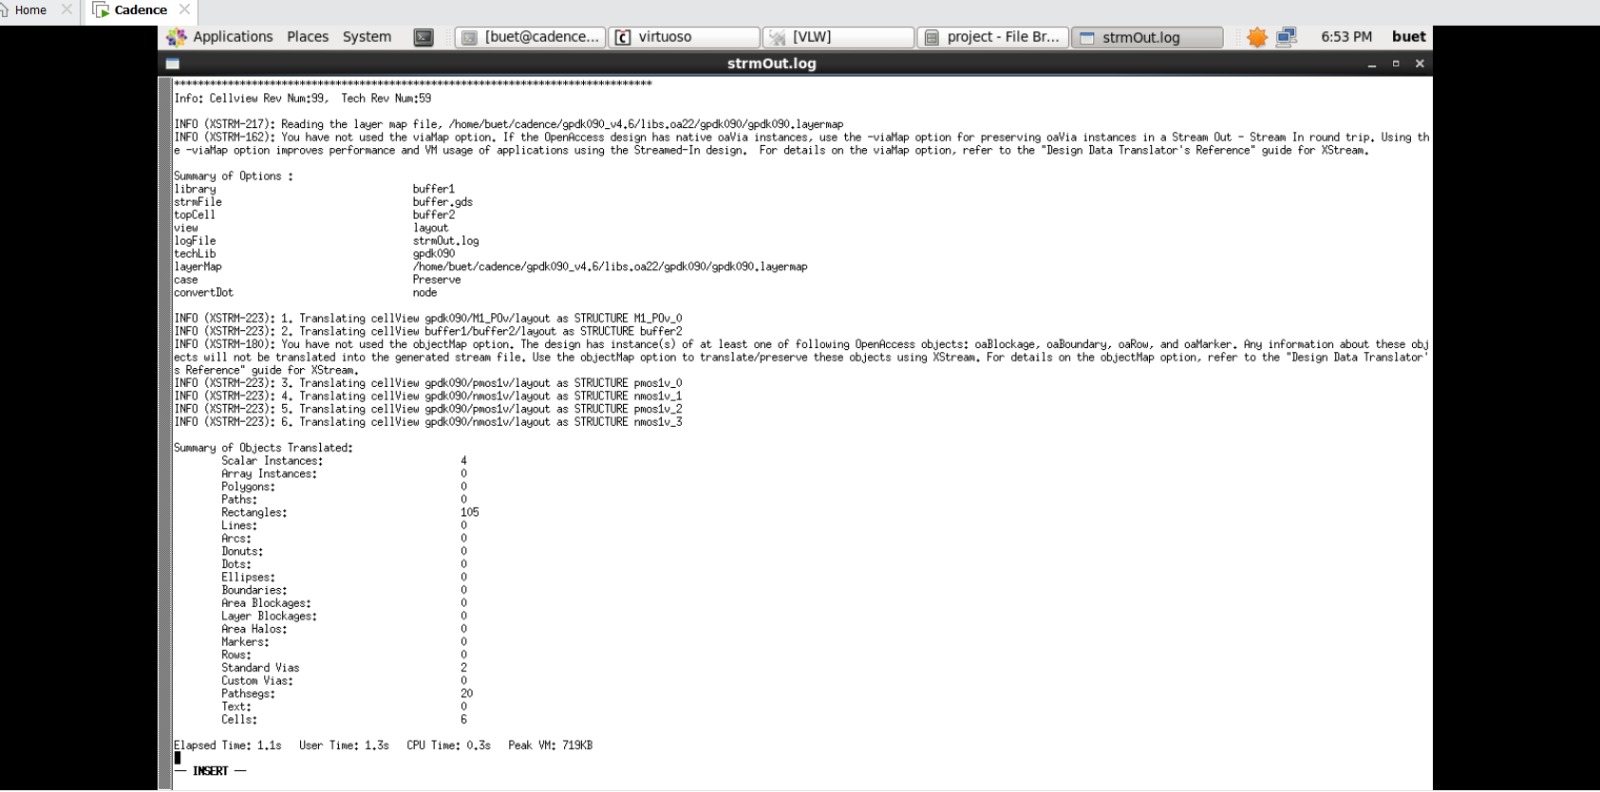 Home
Cadence
Applications Places System [buet@cadence... virtuoso [VLW] project - File Br... strmOut.log 6:53 PM buet
strmOut.log
********************************************************************************
Info: Cellview Rev Num:99, Tech Rev Num:59
INFO (XSTRM-217): Reading the layer map file, /home/buet/cadence/gpdk090_v4.6/libs.oa22/gpdk090/gpdk090.layermap
INFO (XSTRM-162): You have not used the viaMap option. If the OpenAccess design has native oaVia instances, use the -viaMap option for preserving oaVia instances in a Stream Out - Stream In round trip. Using th
e -viaMap option improves performance and VM usage of applications using the Streamed-In design. For details on the viaMap option, refer to the "Design Data Translator's Reference" guide for XStream.
Summary of Options :
library buffer1
strmFile buffer.gds
topCell buffer2
view layout
logFile strmOut.log
techLib gpdk090
layerMap /home/buet/cadence/gpdk090_v4.6/libs.oa22/gpdk090/gpdk090.layermap
case Preserve
convertDot node
INFO (XSTRM-223): 1. Translating cellView gpdk090/M1_POv/layout as STRUCTURE M1_POv_0
INFO (XSTRM-223): 2. Translating cellView buffer1/buffer2/layout as STRUCTURE buffer2
INFO (XSTRM-180): You have not used the objectMap option. The design has instance(s) of at least one of following OpenAccess objects: oaBlockage, oaBoundary, oaRow, and oaMarker. Any information about these obj
ects will not be translated into the generated stream file. Use the objectMap option to translate/preserve these objects using XStream. For details on the objectMap option, refer to the "Design Data Translator'
s Reference" guide for XStream.
INFO (XSTRM-223): 3. Translating cellView gpdk090/pmos1v/layout as STRUCTURE pmos1v_0
INFO (XSTRM-223): 4. Translating cellView gpdk090/nmos1v/layout as STRUCTURE nmos1v_1
INFO (XSTRM-223): 5. Translating cellView gpdk090/pmos1v/layout as STRUCTURE pmos1v_2
INFO (XSTRM-223): 6. Translating cellView gpdk090/nmos1v/layout as STRUCTURE nmos1v_3
Summary of Objects Translated:
Scalar Instances: 4
Array Instances: 0
Polygons: 0
Paths: 0
Rectangles: 105
Lines: 0
Arcs: 0
Donuts: 0
Dots: 0
Ellipses: 0
Boundaries: 0
Area Blockages: 0
Layer Blockages: 0
Area Halos: 0
Markers: 0
Rows: 0
Standard Vias 2
Custom Vias: 0
Pathsegs: 20
Text: 0
Cells: 6
Elapsed Time: 1.1s User Time: 1.3s CPU Time: 0.3s Peak VM: 719KB
— INSERT —